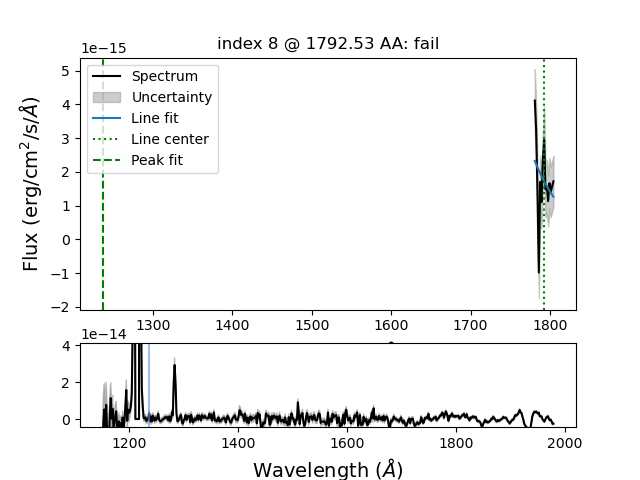 index 8 @ 1792.53 AA: fail
1e−15
Flux (erg/cm²/s/Å)
5
4
3
2
1
0
−1
−2
Spectrum
Uncertainty
Line fit
Line center
Peak fit
1300 1400 1500 1600 1700 1800
1e−14
4
2
0
1200 1400 1600 1800 2000
Wavelength (Å)